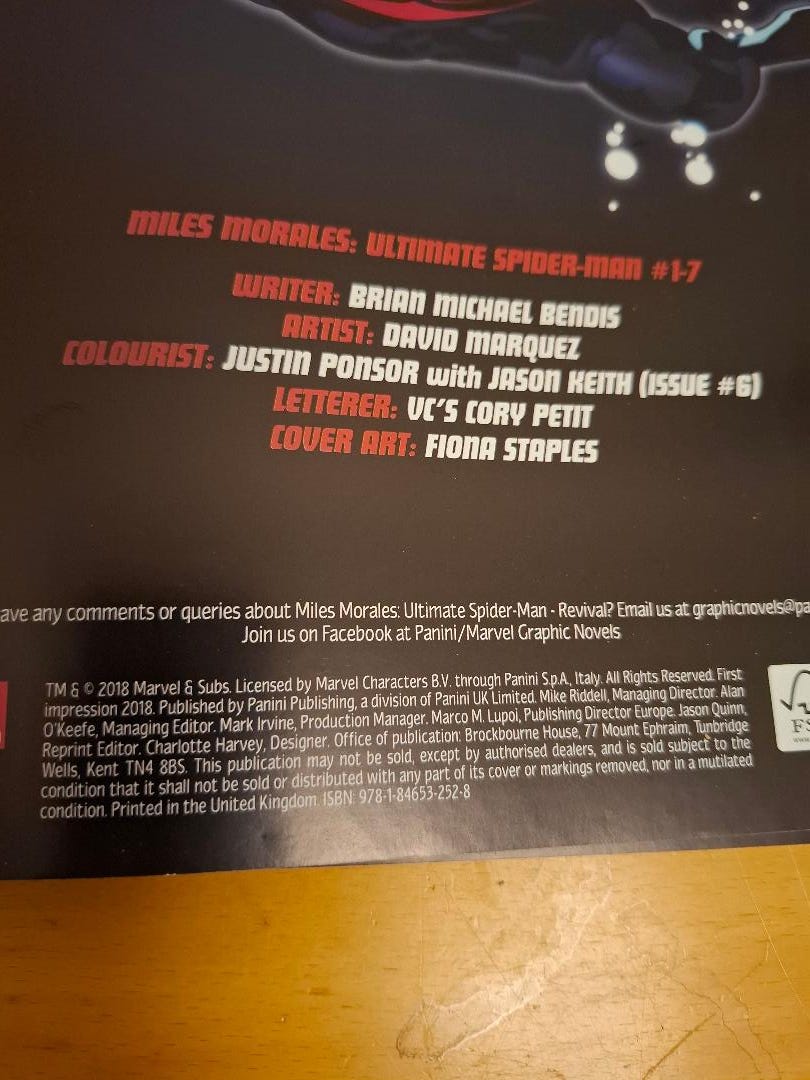 MILES MORALES: ULTIMATE SPIDER-MAN #1-7
WRITER: BRIAN MICHAEL BENDIS
ARTIST: DAVID MARQUEZ
COLOURIST: JUSTIN PONSOR with JASON KEITH (ISSUE #6)
LETTERER: VC'S CORY PETIT
COVER ART: FIONA STAPLES
ave any comments or queries about Miles Morales: Ultimate Spider-Man - Revival? Email us at graphicnovels@pa
Join us on Facebook at Panini/Marvel Graphic Novels
TM & © 2018 Marvel & Subs. Licensed by Marvel Characters B.V. through Panini S.p.A., Italy. All Rights Reserved. First
impression 2018. Published by Panini Publishing, a division of Panini UK Limited. Mike Riddell, Managing Director. Alan
O'Keefe, Managing Editor. Mark Irvine, Production Manager. Marco M. Lupoi, Publishing Director Europe. Jason Quinn,
Reprint Editor. Charlotte Harvey, Designer. Office of publication: Brockbourne House, 77 Mount Ephraim, Tunbridge
Wells, Kent TN4 8BS. This publication may not be sold, except by authorised dealers, and is sold subject to the
condition that it shall not be sold or distributed with any part of its cover or markings removed, nor in a mutilated
condition. Printed in the United Kingdom. ISBN: 978-1-84653-252-8
FS
www